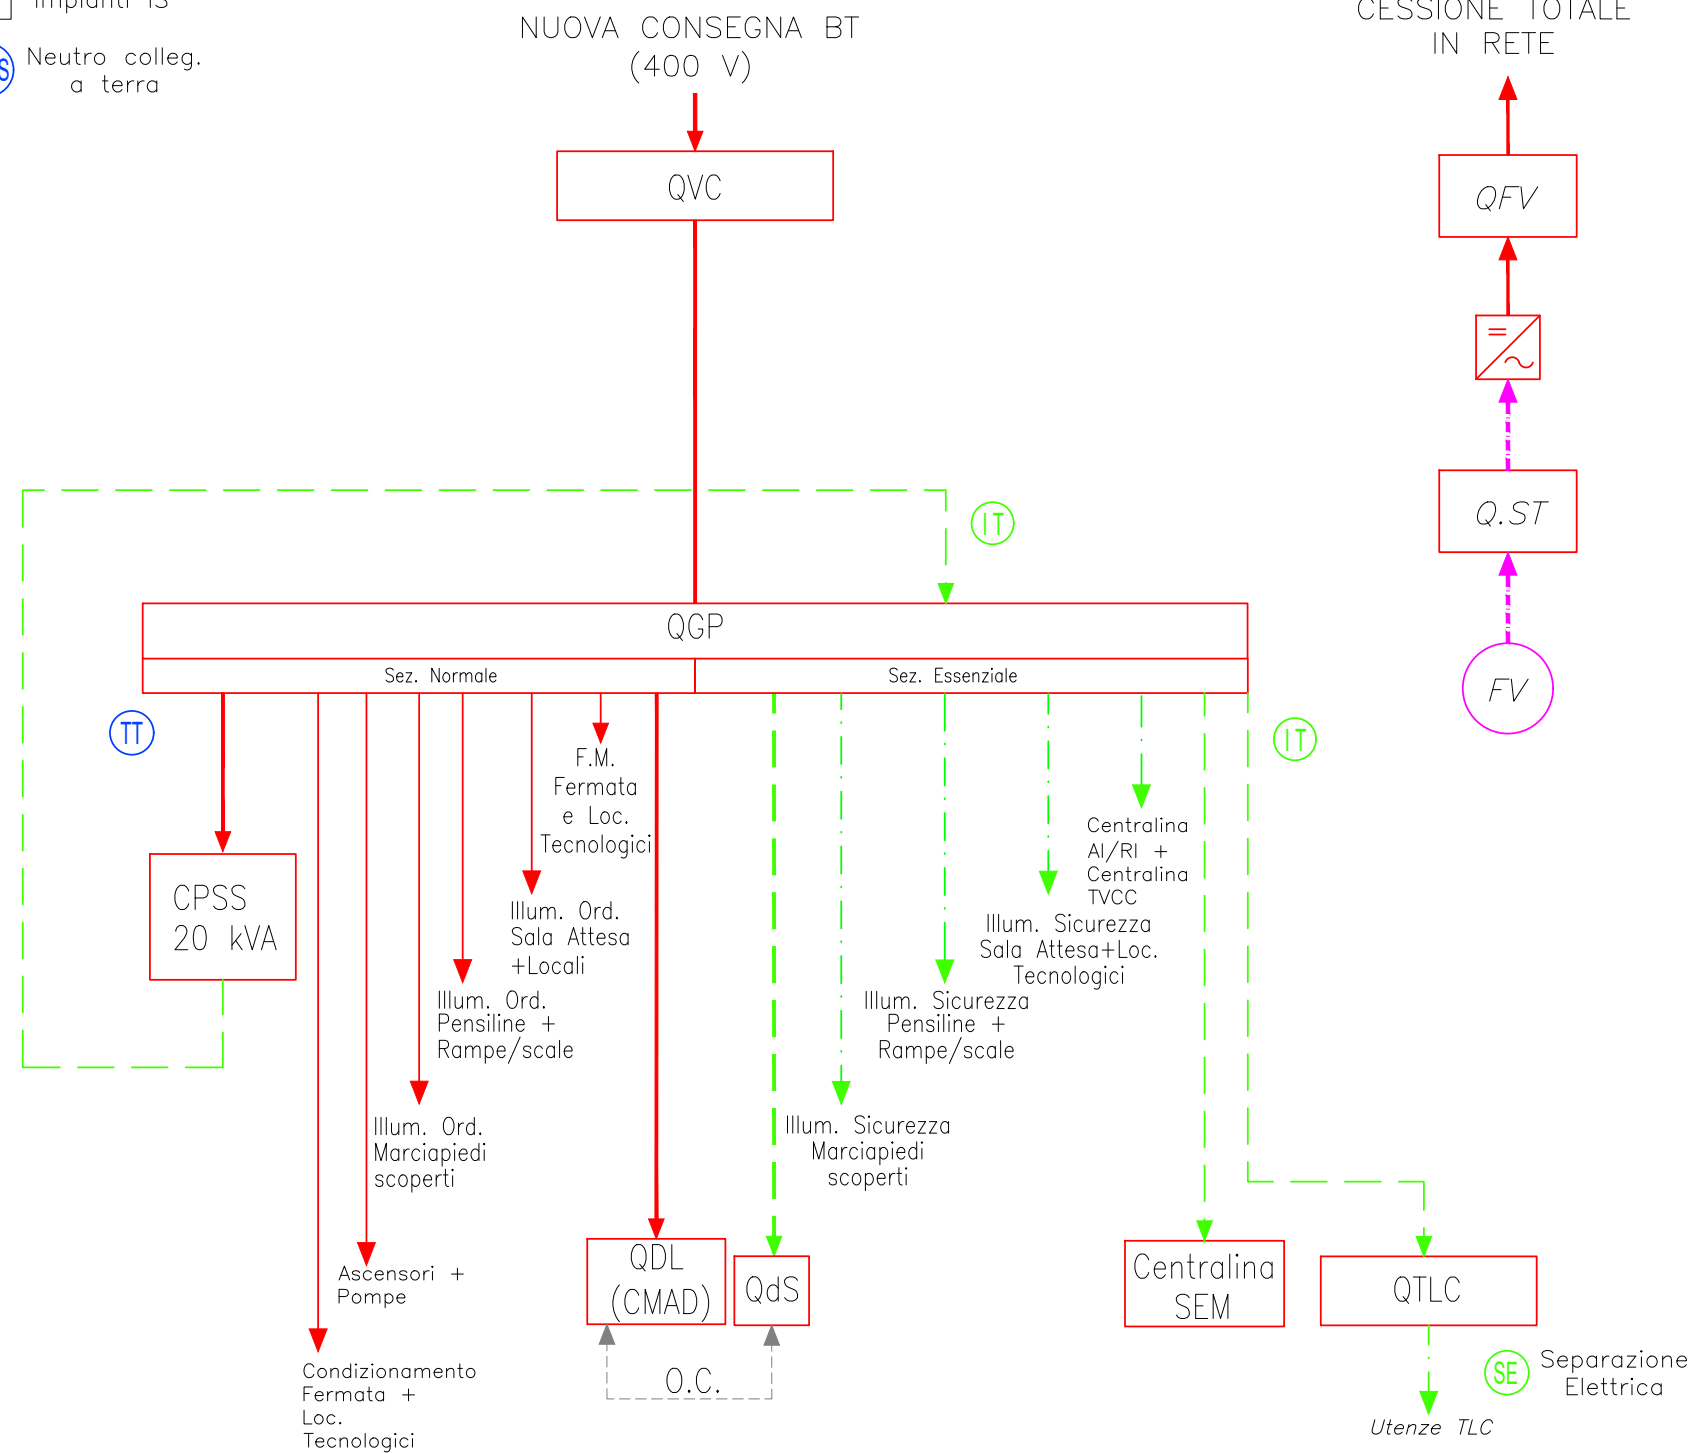 Impianti IS
Neutro colleg.
a terra
NUOVA CONSEGNA BT
(400 V)
CESSIONE TOTALE
IN RETE
QVC
QFV
Q.ST
IT
QGP
Sez. Normale
Sez. Essenziale
FV
TT
IT
F.M.
Fermata
e Loc.
Tecnologici
Centralina
AI/RI +
Centralina
TVCC
CPSS
20 kVA
Illum. Ord.
Sala Attesa
+Locali
Illum. Sicurezza
Sala Attesa+Loc.
Tecnologici
Illum. Ord.
Pensiline +
Rampe/scale
Illum. Sicurezza
Pensiline +
Rampe/scale
Illum. Ord.
Marciapiedi
scoperti
Illum. Sicurezza
Marciapiedi
scoperti
Ascensori +
Pompe
QDL
(CMAD)
QdS
Centralina
SEM
QTLC
O.C.
Condizionamento
Fermata +
Loc.
Tecnologici
SE
Separazione
Elettrica
Utenze TLC